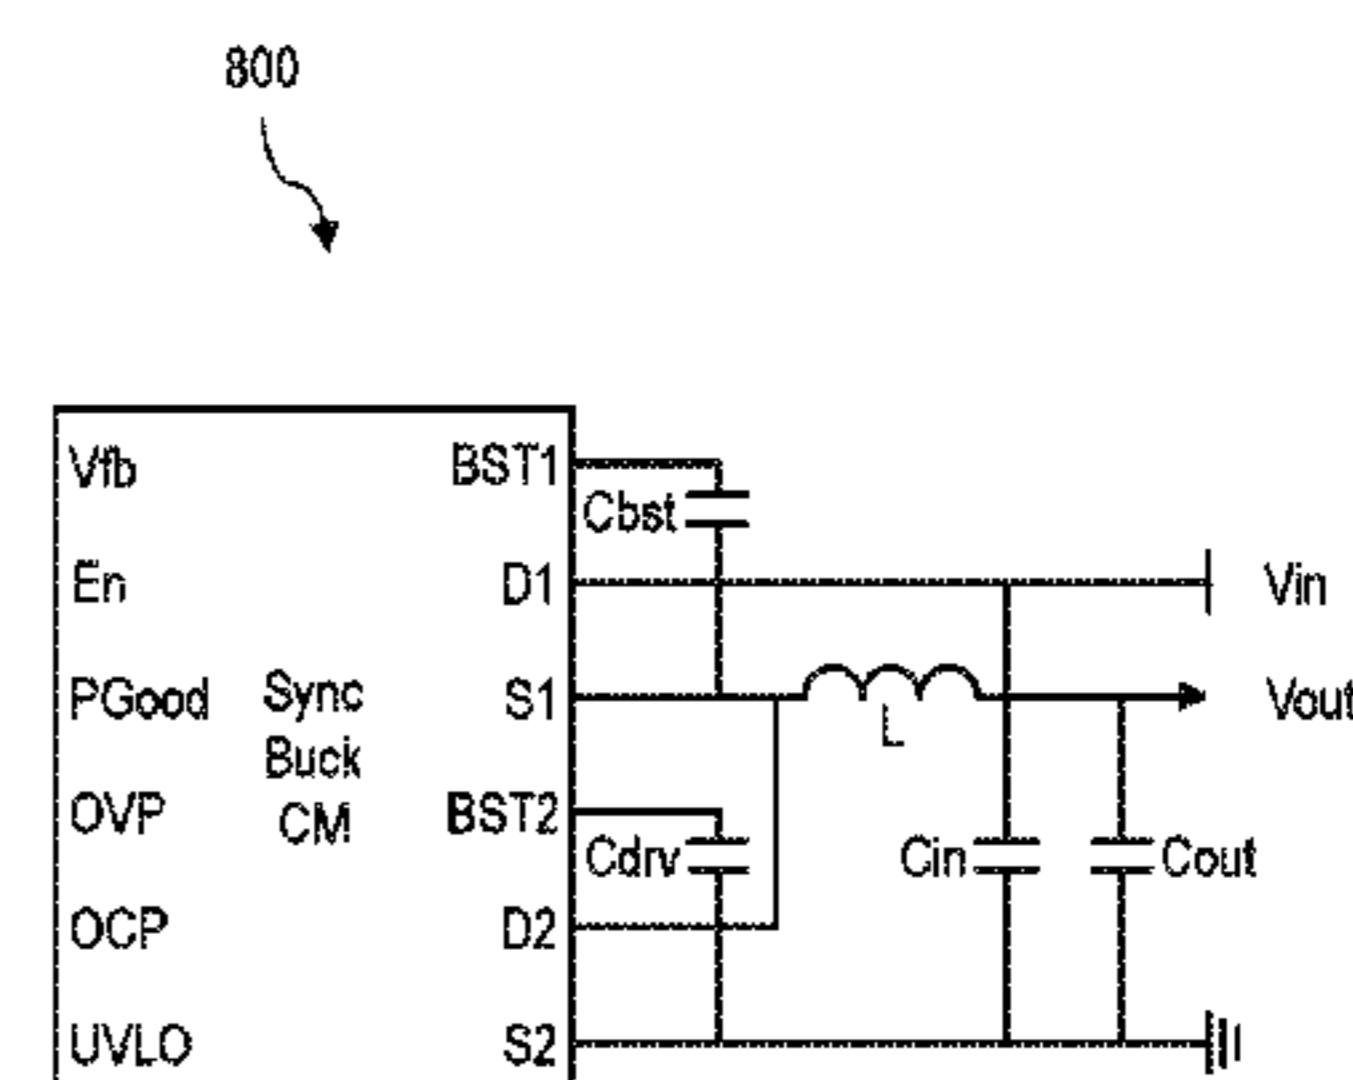 800
Vfb BST1
Cbst
En D1 Vin
PGood Sync S1 Vout
L
Buck
OVP CM BST2
Cdrv Cin Cout
OCP D2
UVLO S2